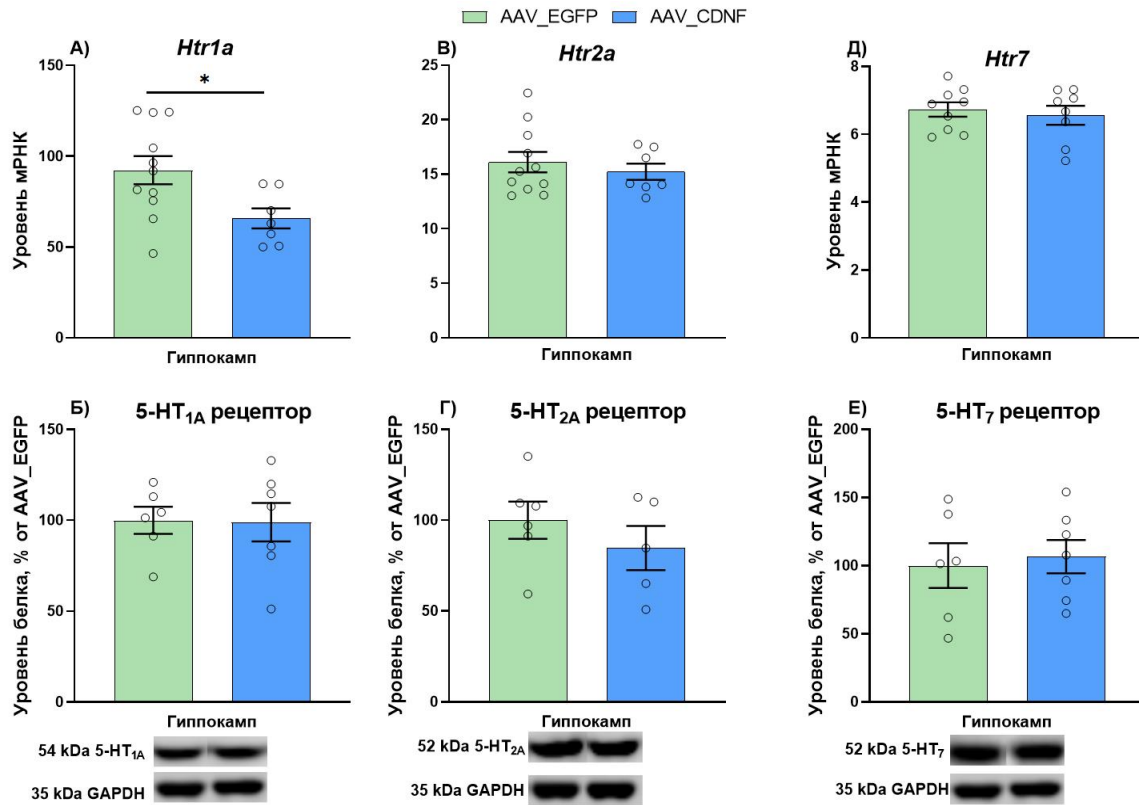 AAV_EGFP AAV_CDNF
А) Htr1a
*
Уровень мРНК
150
100
50
0
Гиппокамп
В) Htr2a
25
20
15
10
5
0
Гиппокамп
Д) Htr7
Уровень мРНК
8
6
4
2
0
Гиппокамп
Б) 5-HT1A рецептор
Уровень белка, % от AAV_EGFP
150
100
50
0
Гиппокамп
54 kDa 5-HT1A
35 kDa GAPDH
Г) 5-HT2A рецептор
Уровень белка, % от AAV_EGFP
150
100
50
0
Гиппокамп
52 kDa 5-HT2A
35 kDa GAPDH
Е) 5-HT7 рецептор
Уровень белка, % от AAV_EGFP
200
150
100
50
0
Гиппокамп
52 kDa 5-HT7
35 kDa GAPDH